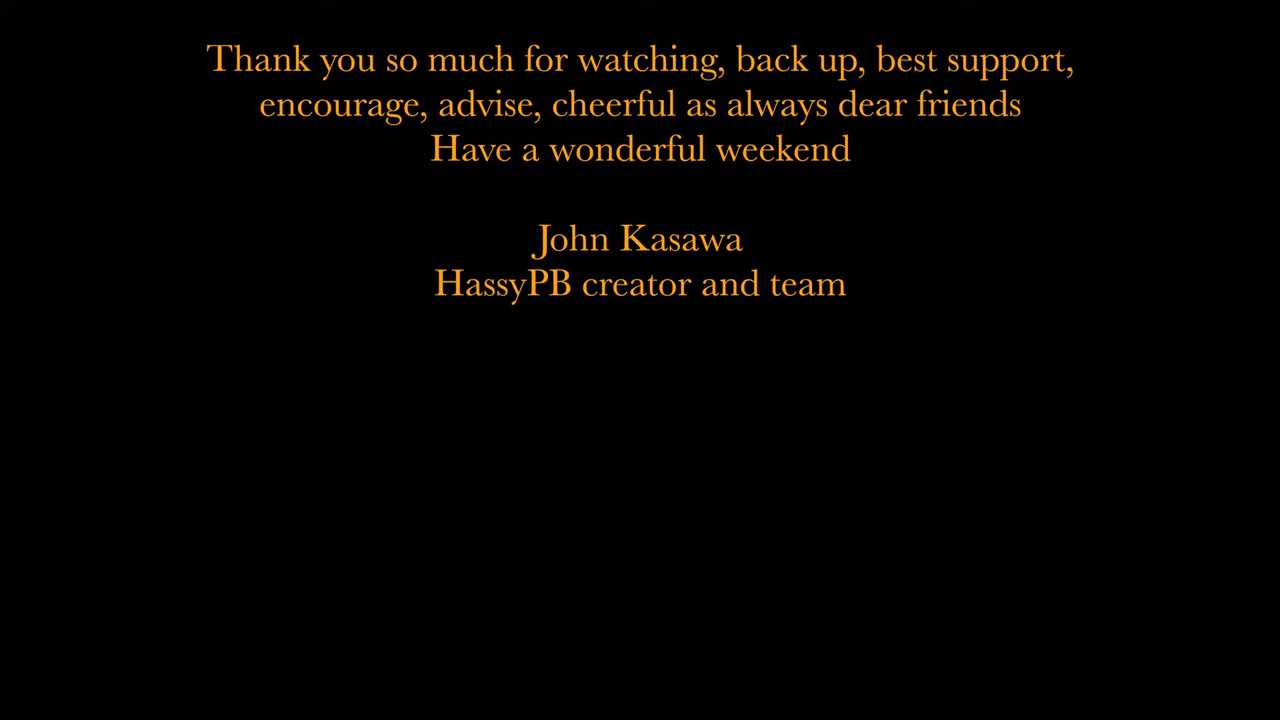 Thank you so much for watching, back up, best support,
encourage, advise, cheerful as always dear friends
Have a wonderful weekend
John Kasawa
HassyPB creator and team